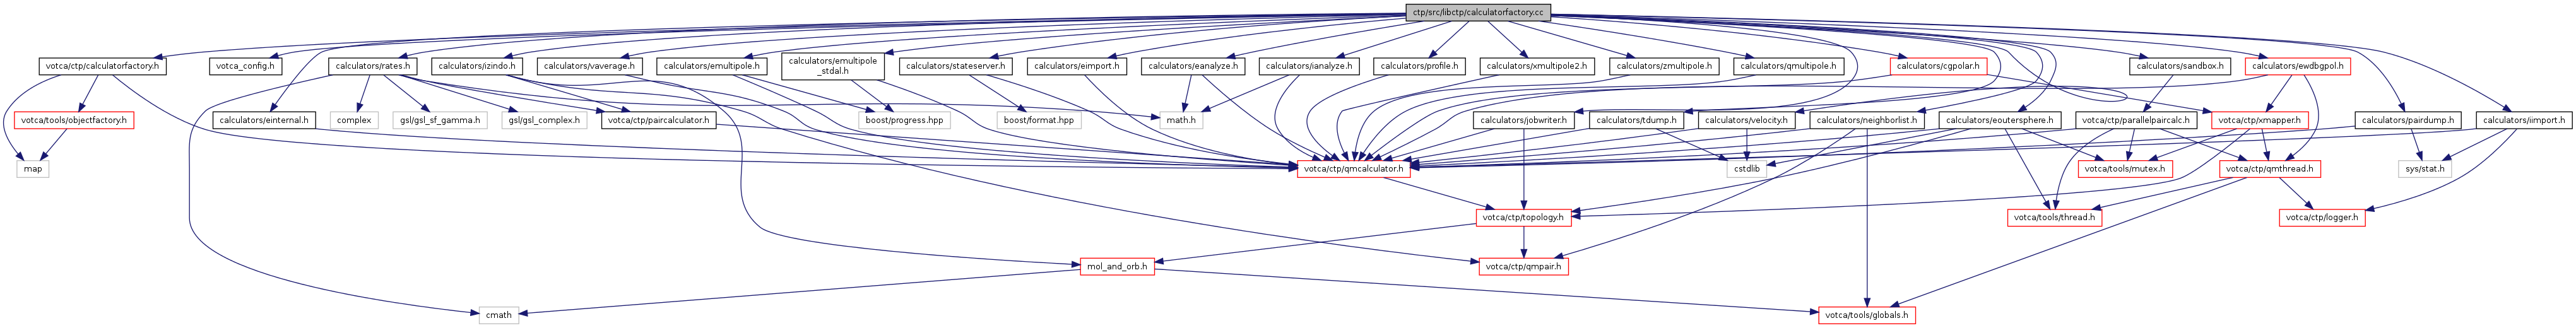 ctp/src/libctp/calculatorfactory.cc
votca/ctp/calculatorfactory.h
votca_config.h
calculators/rates.h
calculators/izindo.h
calculators/vaverage.h
calculators/emultipole.h
calculators/emultipole
_stdal.h
calculators/stateserver.h
calculators/eimport.h
calculators/eanalyze.h
calculators/ianalyze.h
calculators/profile.h
calculators/xmultipole2.h
calculators/zmultipole.h
calculators/qmultipole.h
calculators/cgpolar.h
calculators/sandbox.h
calculators/ewdbgpol.h
votca/tools/objectfactory.h
calculators/einternal.h
complex
gsl/gsl_sf_gamma.h
gsl/gsl_complex.h
votca/ctp/paircalculator.h
boost/progress.hpp
boost/format.hpp
math.h
calculators/jobwriter.h
calculators/tdump.h
calculators/velocity.h
calculators/neighborlist.h
calculators/eoutersphere.h
votca/ctp/parallelpaircalc.h
votca/ctp/xmapper.h
calculators/pairdump.h
calculators/iimport.h
map
votca/ctp/qmcalculator.h
cstdlib
votca/tools/mutex.h
votca/ctp/qmthread.h
sys/stat.h
votca/ctp/topology.h
votca/tools/thread.h
votca/ctp/logger.h
mol_and_orb.h
votca/ctp/qmpair.h
cmath
votca/tools/globals.h